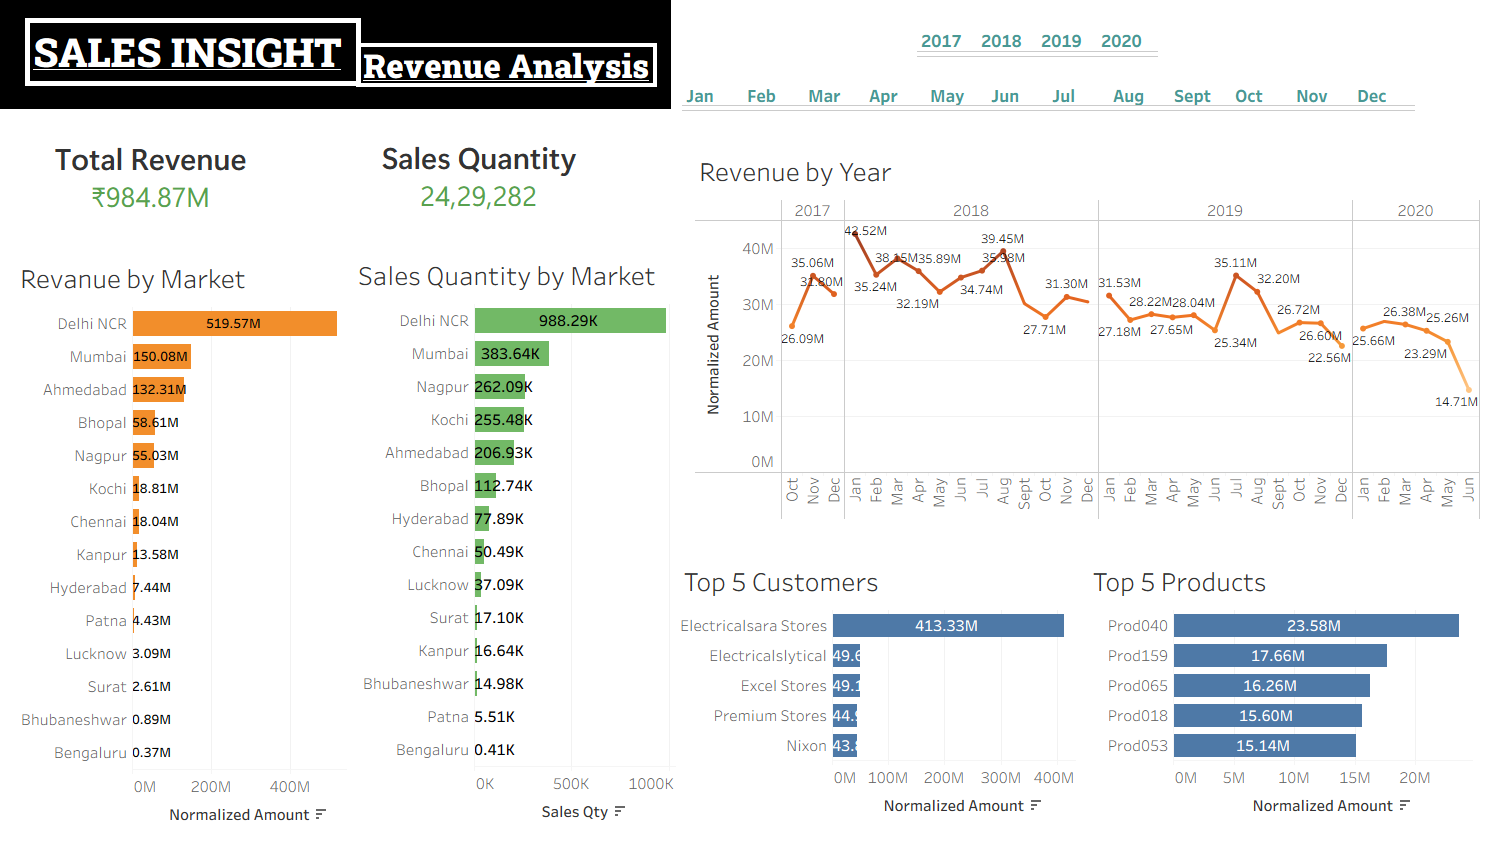 SALES INSIGHT
Revenue Analysis
2017 2018 2019 2020
Jan Feb Mar Apr May Jun Jul Aug Sept Oct Nov Dec
Total Revenue
₹984.87M
Sales Quantity
24,29,282
Revanue by Market
Delhi NCR 519.57M
Mumbai 150.08M
Ahmedabad 132.31M
Bhopal 58.61M
Nagpur 55.03M
Kochi 18.81M
Chennai 18.04M
Kanpur 13.58M
Hyderabad 7.44M
Patna 4.43M
Lucknow 3.09M
Surat 2.61M
Bhubaneshwar 0.89M
Bengaluru 0.37M
0M 200M 400M
Normalized Amount
Sales Quantity by Market
Delhi NCR 988.29K
Mumbai 383.64K
Nagpur 262.09K
Kochi 255.48K
Ahmedabad 206.93K
Bhopal 112.74K
Hyderabad 77.89K
Chennai 50.49K
Lucknow 37.09K
Surat 17.10K
Kanpur 16.64K
Bhubaneshwar 14.98K
Patna 5.51K
Bengaluru 0.41K
0K 500K 1000K
Sales Qty
Revenue by Year
2017 2018 2019 2020
Normalized Amount
40M
30M
20M
10M
0M
26.09M 35.06M 31.80M
42.52M 35.24M 38.15M 35.89M 32.19M 34.74M 35.98M 39.45M 27.71M 31.30M
31.53M 27.18M 28.22M 27.65M 28.04M 25.34M 35.11M 32.20M 26.72M 26.60M 22.56M
25.66M 26.38M 25.26M 23.29M 14.71M
Oct Nov Dec Jan Feb Mar Apr May Jun Jul Aug Sept Oct Nov Dec Jan Feb Mar Apr May Jun Jul Aug Sept Oct Nov Dec Jan Feb Mar Apr May Jun
Top 5 Customers
Electricalsara Stores 413.33M
Electricalslytical 49.6
Excel Stores 49.1
Premium Stores 44.9
Nixon 43.8
0M 100M 200M 300M 400M
Normalized Amount
Top 5 Products
Prod040 23.58M
Prod159 17.66M
Prod065 16.26M
Prod018 15.60M
Prod053 15.14M
0M 5M 10M 15M 20M
Normalized Amount